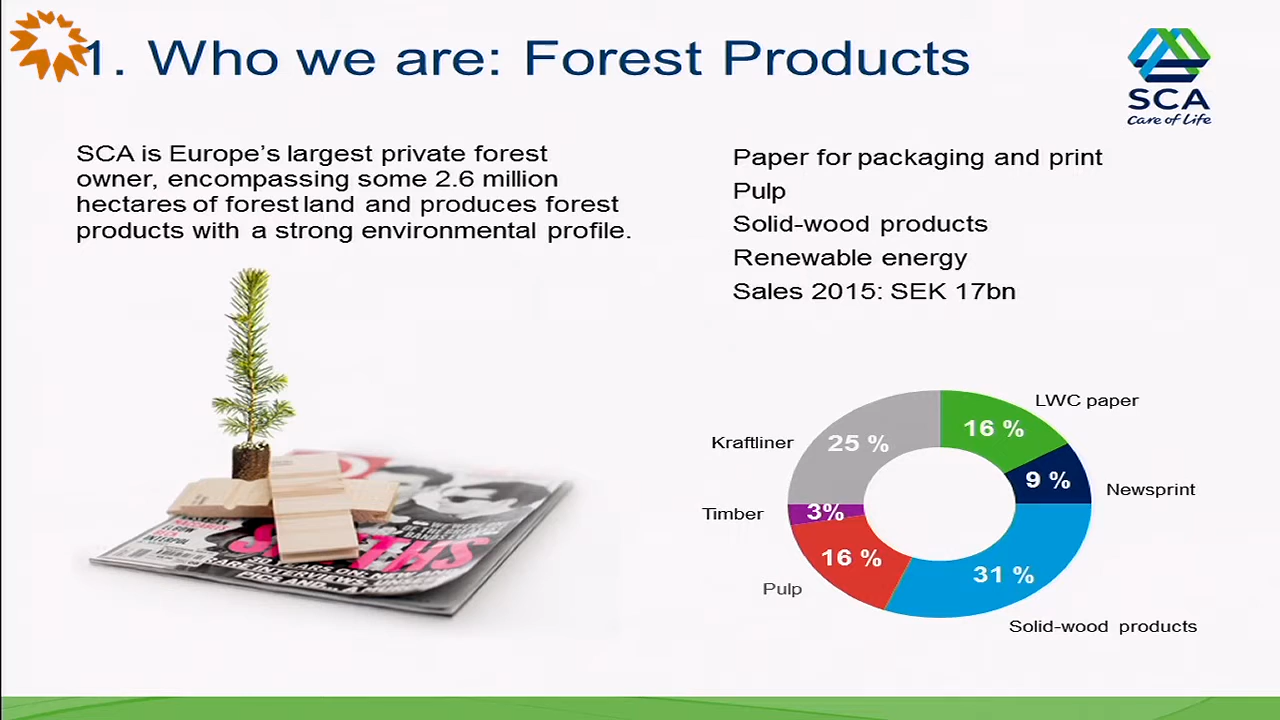 1. Who we are: Forest Products
SCA
Care of Life
SCA is Europe's largest private forest
owner, encompassing some 2.6 million
hectares of forest land and produces forest
products with a strong environmental profile.
Paper for packaging and print
Pulp
Solid-wood products
Renewable energy
Sales 2015: SEK 17bn
LWC paper
16 %
Kraftliner
25 %
9 %
Newsprint
Timber
3%
16 %
31 %
Pulp
Solid-wood products
INTERPOL